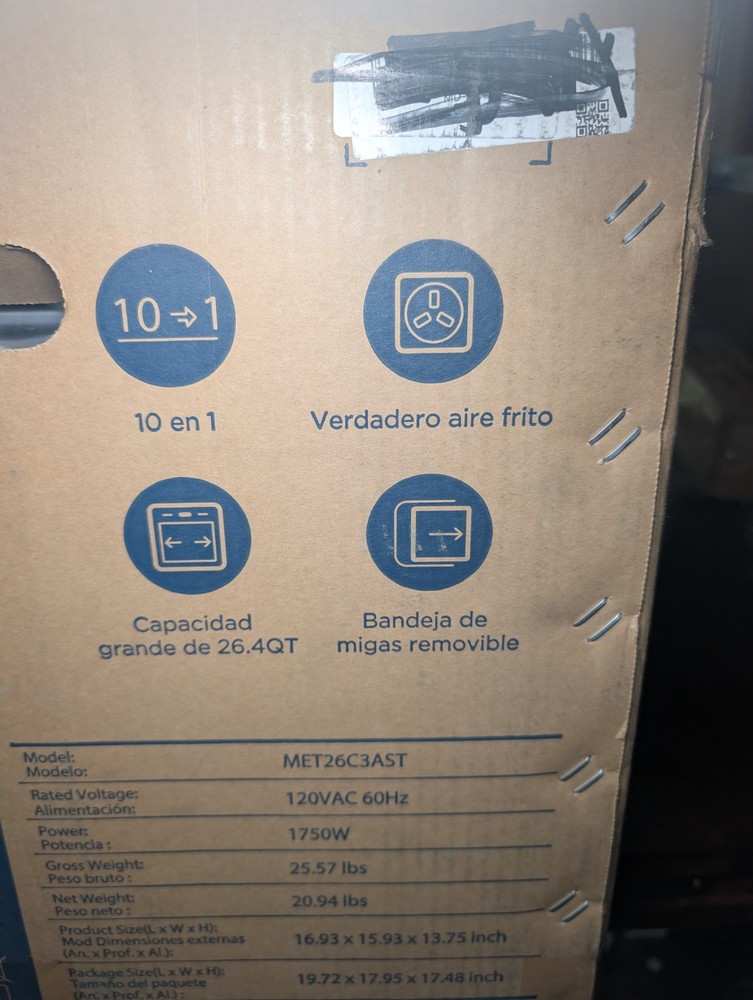 10 ⇒ 1
10 en 1
Verdadero aire frito
Capacidad
grande de 26.4QT
Bandeja de
migas removible
Model:
Modelo:
MET26C3AST
Rated Voltage:
Alimentación:
120VAC 60Hz
Power:
Potencia :
1750W
Gross Weight:
Peso bruto :
25.57 lbs
Net Weight:
Peso neto :
20.94 lbs
Product Size(L x W x H):
Mod Dimensiones externas
(An. x Prof. x Al.):
16.93 x 15.93 x 13.75 inch
Package Size(L x W x H):
Tamaño del paquete
(An. x Prof. x Al.) :
19.72 x 17.95 x 17.48 inch